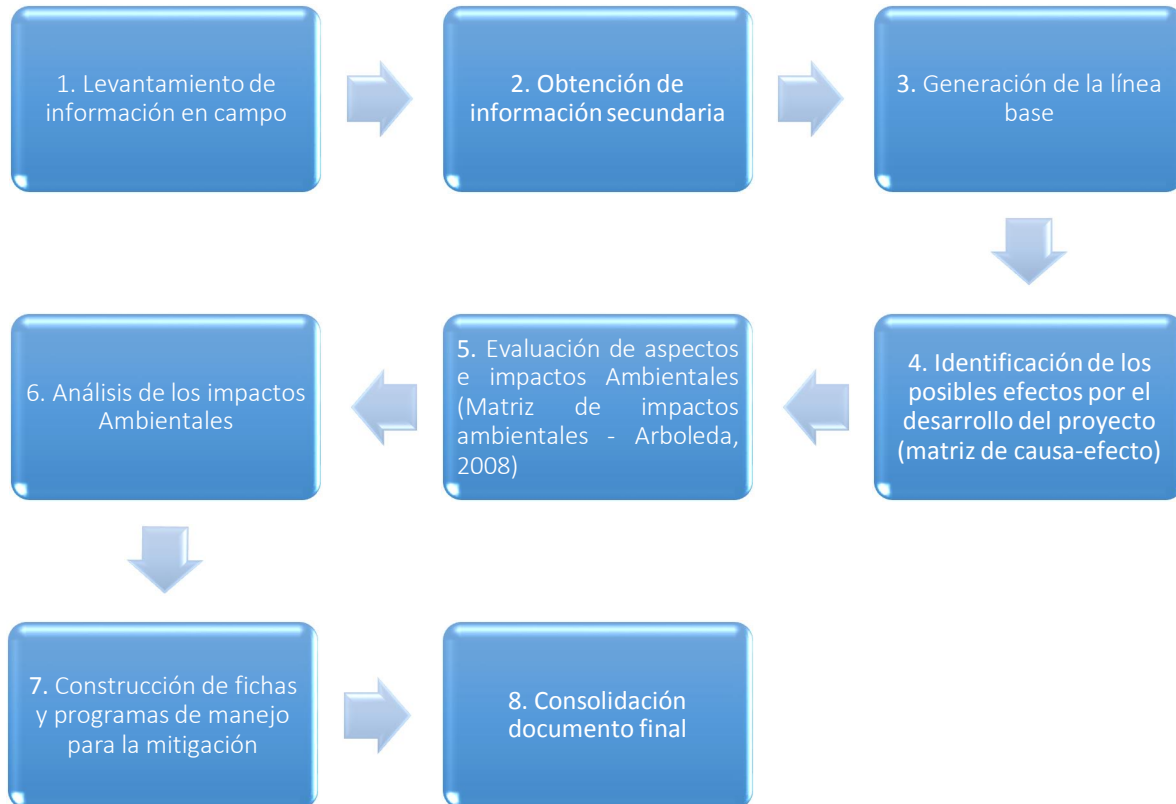 1. Levantamiento de
información en campo
2. Obtención de
información secundaria
3. Generación de la línea
base
4. Identificación de los
posibles efectos por el
desarrollo del proyecto
(matriz de causa-efecto)
5. Evaluación de aspectos
e impactos Ambientales
(Matriz de impactos
ambientales - Arboleda,
2008)
6. Análisis de los impactos
Ambientales
7. Construcción de fichas
y programas de manejo
para la mitigación
8. Consolidación
documento final